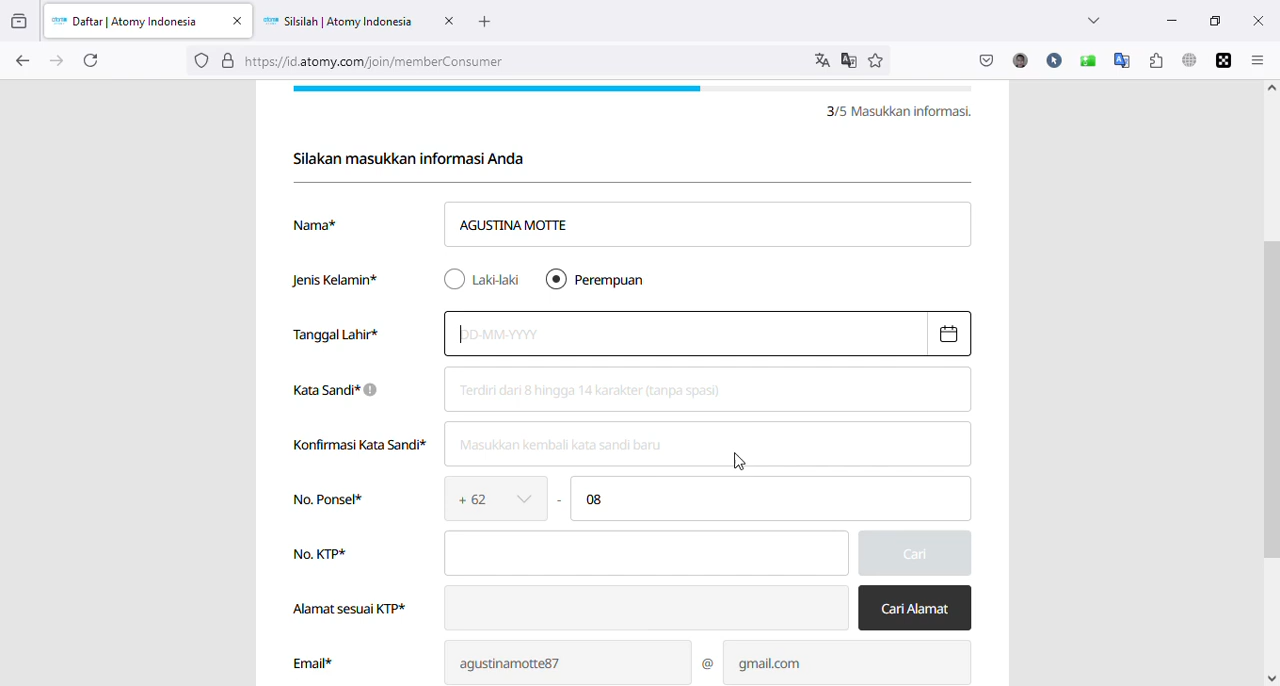 Daftar | Atomy Indonesia
Silsilah | Atomy Indonesia
https://id.atomy.com/join/memberConsumer
3/5 Masukkan informasi.
Silakan masukkan informasi Anda
Nama*
AGUSTINA MOTTE
Jenis Kelamin*
Laki-laki
Perempuan
Tanggal Lahir*
DD-MM-YYYY
Kata Sandi*
Terdiri dari 8 hingga 14 karakter (tanpa spasi)
Konfirmasi Kata Sandi*
Masukkan kembali kata sandi baru
No. Ponsel*
+ 62
-
08
No. KTP*
Cari
Alamat sesuai KTP*
Cari Alamat
Email*
agustinamotte87
@
gmail.com